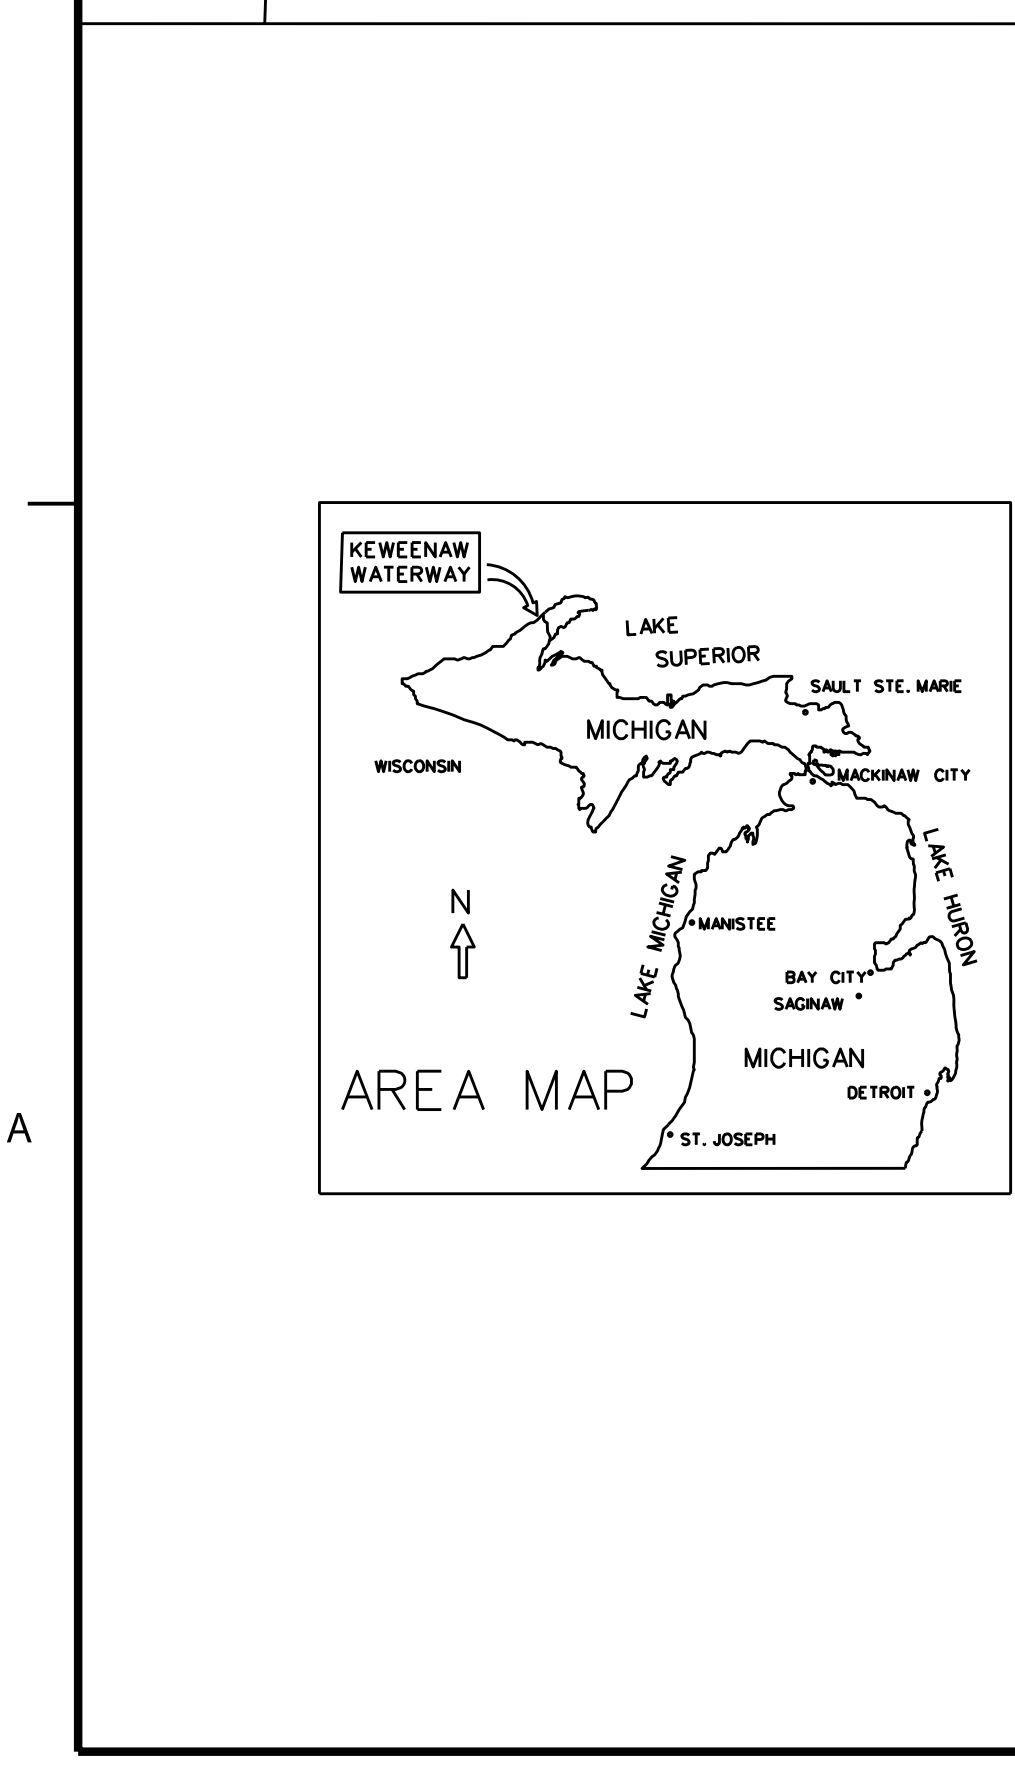 KEWEENAW
WATERWAY
LAKE
SUPERIOR
SAULT STE. MARIE
MICHIGAN
WISCONSIN
MACKINAW CITY
LAKE HURON
LAKE MICHIGAN
N
MANISTEE
BAY CITY
SAGINAW
MICHIGAN
AREA MAP
DETROIT
A
ST. JOSEPH